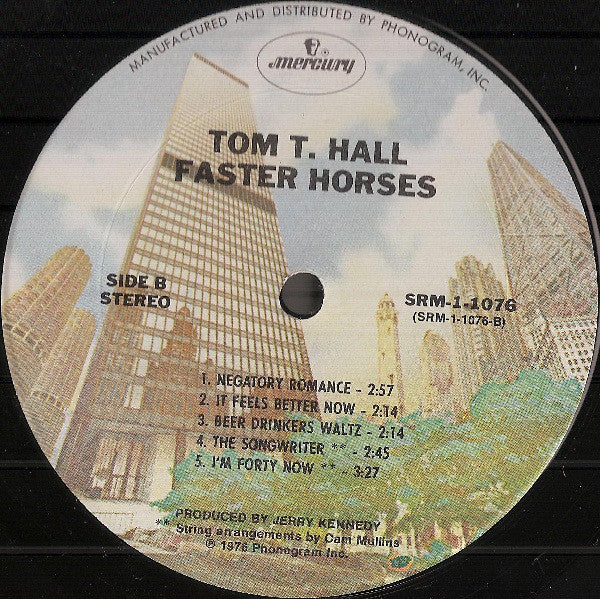 MANUFACTURED AND DISTRIBUTED BY PHONOGRAM, INC.
mercury
TOM T. HALL
FASTER HORSES
SIDE B
STEREO
SRM-1-1076
(SRM-1-1076-B)
1. NEGATORY ROMANCE - 2:57
2. IT FEELS BETTER NOW - 2:14
3. BEER DRINKERS WALTZ - 2:14
4. THE SONGWRITER ** - 2:45
5. I'M FORTY NOW ** - 3:27
PRODUCED BY JERRY KENNEDY
** String arrangements by Cam Mullins
℗ 1976 Phonogram Inc.